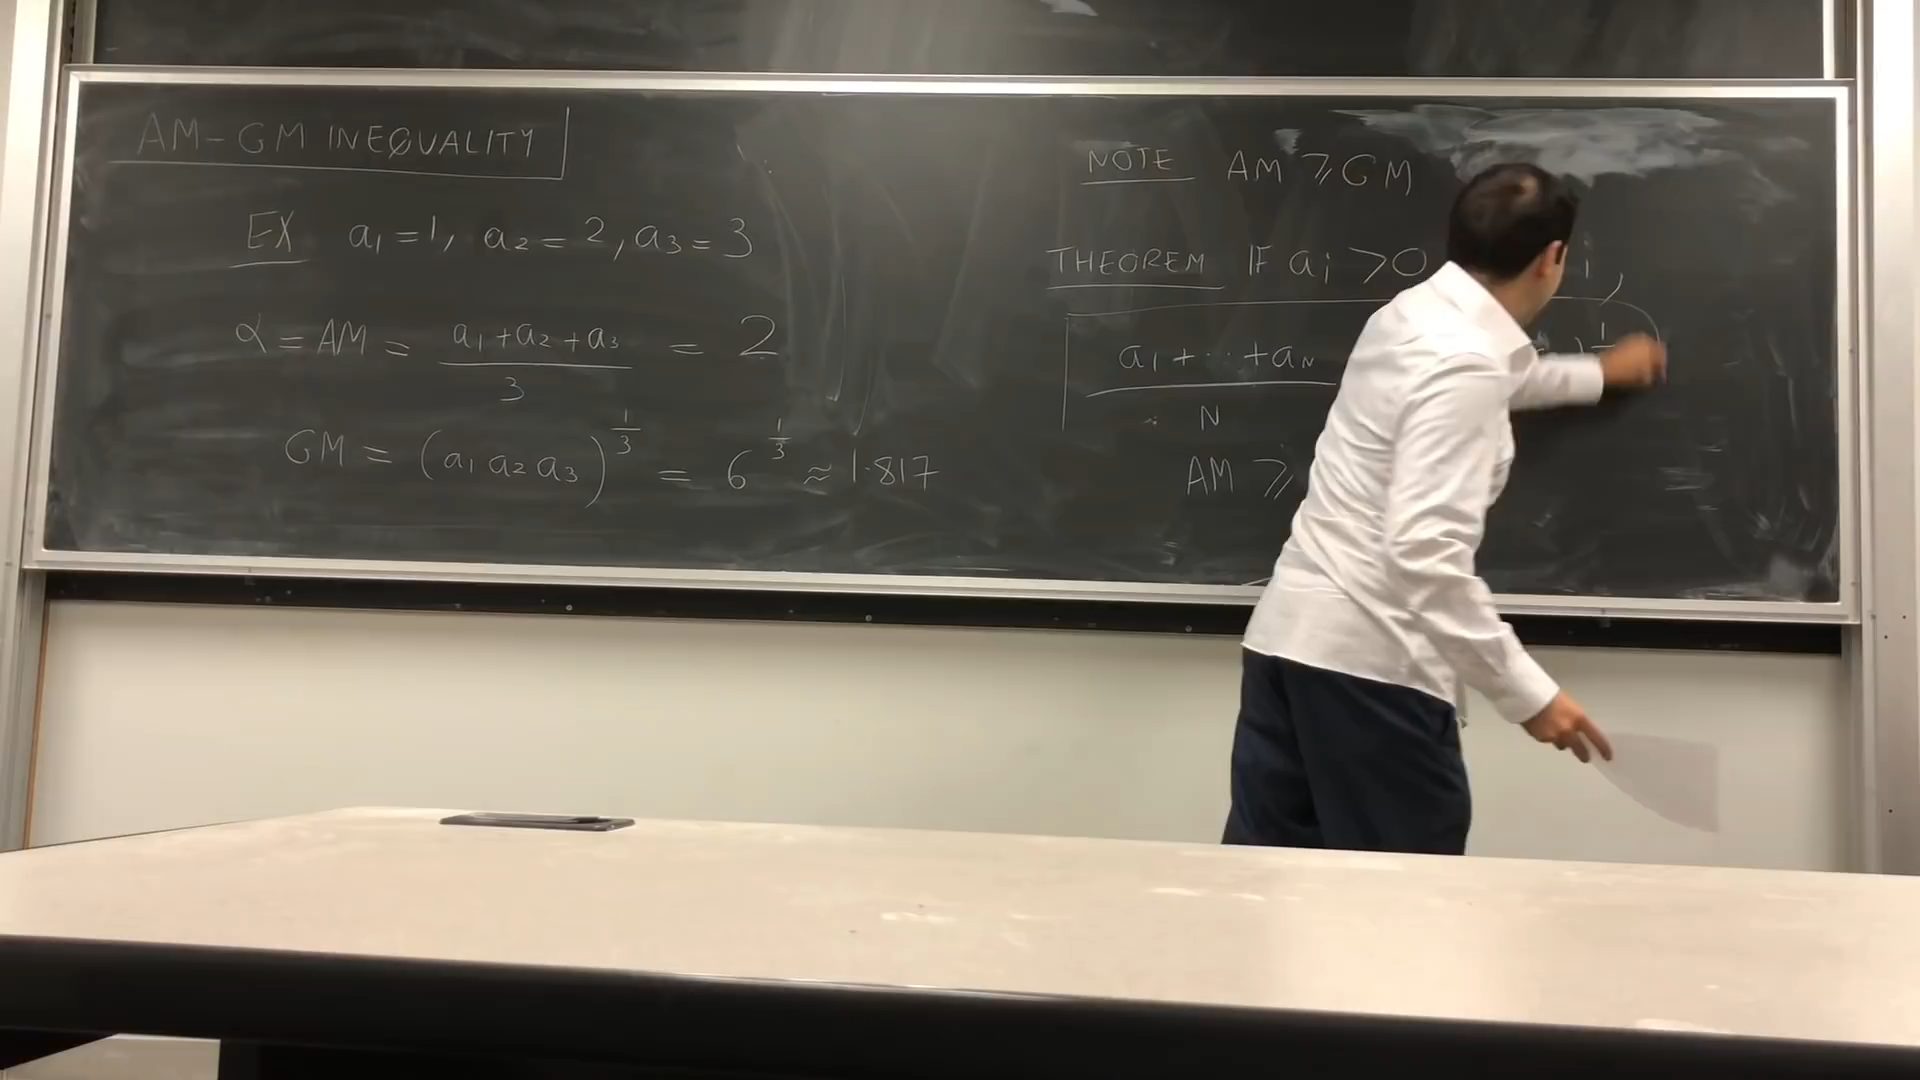 AM-GM INEQUALITY
EX a₁ = 1, a₂ = 2, a₃ = 3
α = AM = (a₁ + a₂ + a₃)/3 = 2
GM = (a₁ a₂ a₃)^(1/3) = 6^(1/3) ≈ 1.817
NOTE AM ⩾ GM
THEOREM IF aᵢ > 0 i,
(a₁ + ... + a_N)/N
AM ⩾